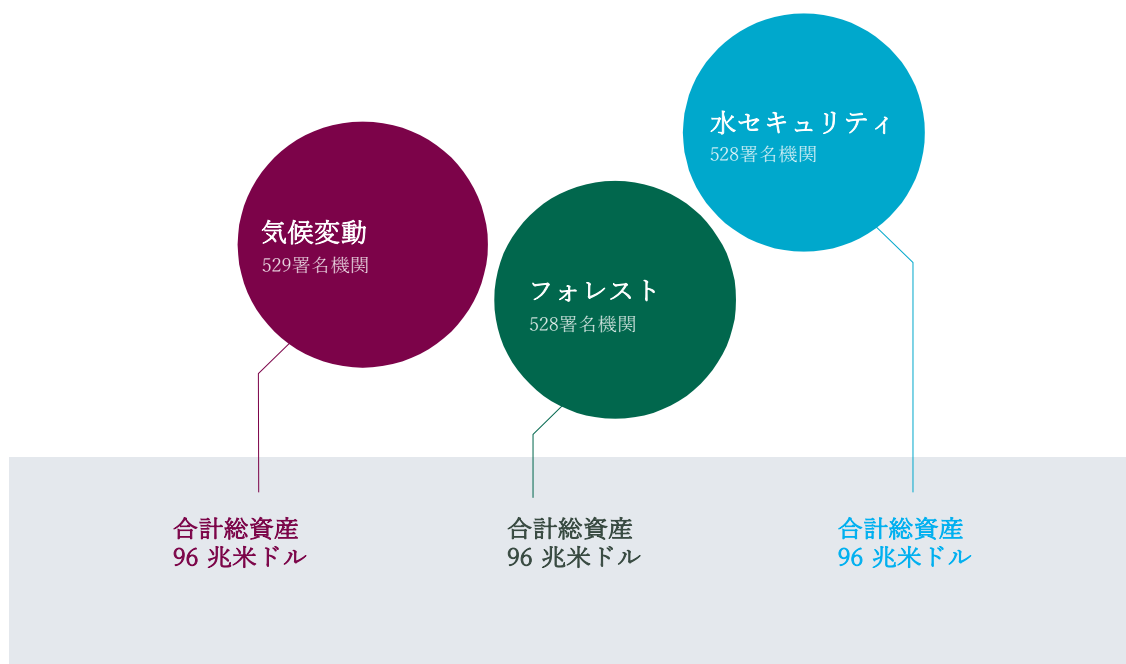 水セキュリティ
528署名機関
気候変動
529署名機関
フォレスト
528署名機関
合計総資産
96 兆米ドル
合計総資産
96 兆米ドル
合計総資産
96 兆米ドル